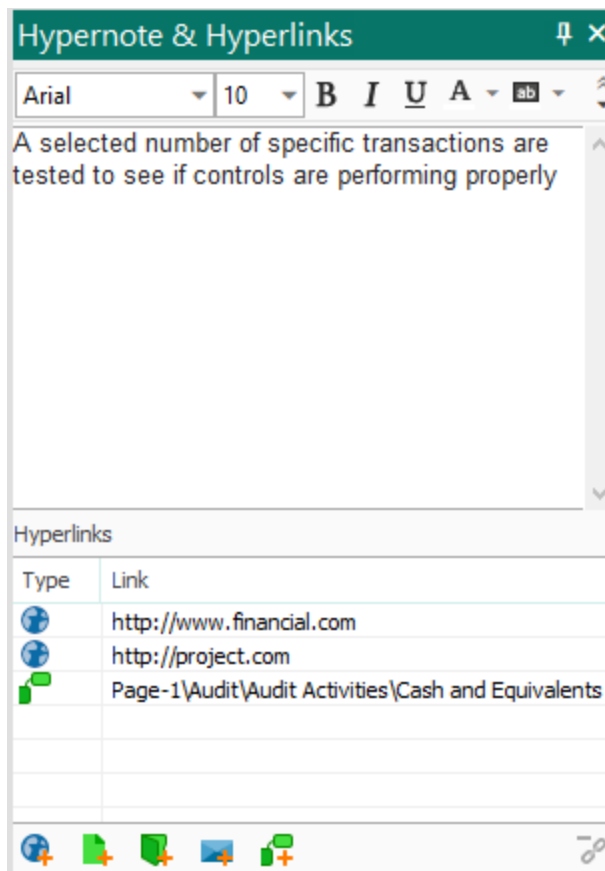 Hypernote & Hyperlinks
Arial 10 B I U A ab
A selected number of specific transactions are
tested to see if controls are performing properly
Hyperlinks
Type Link
http://www.financial.com
http://project.com
Page-1\Audit\Audit Activities\Cash and Equivalents